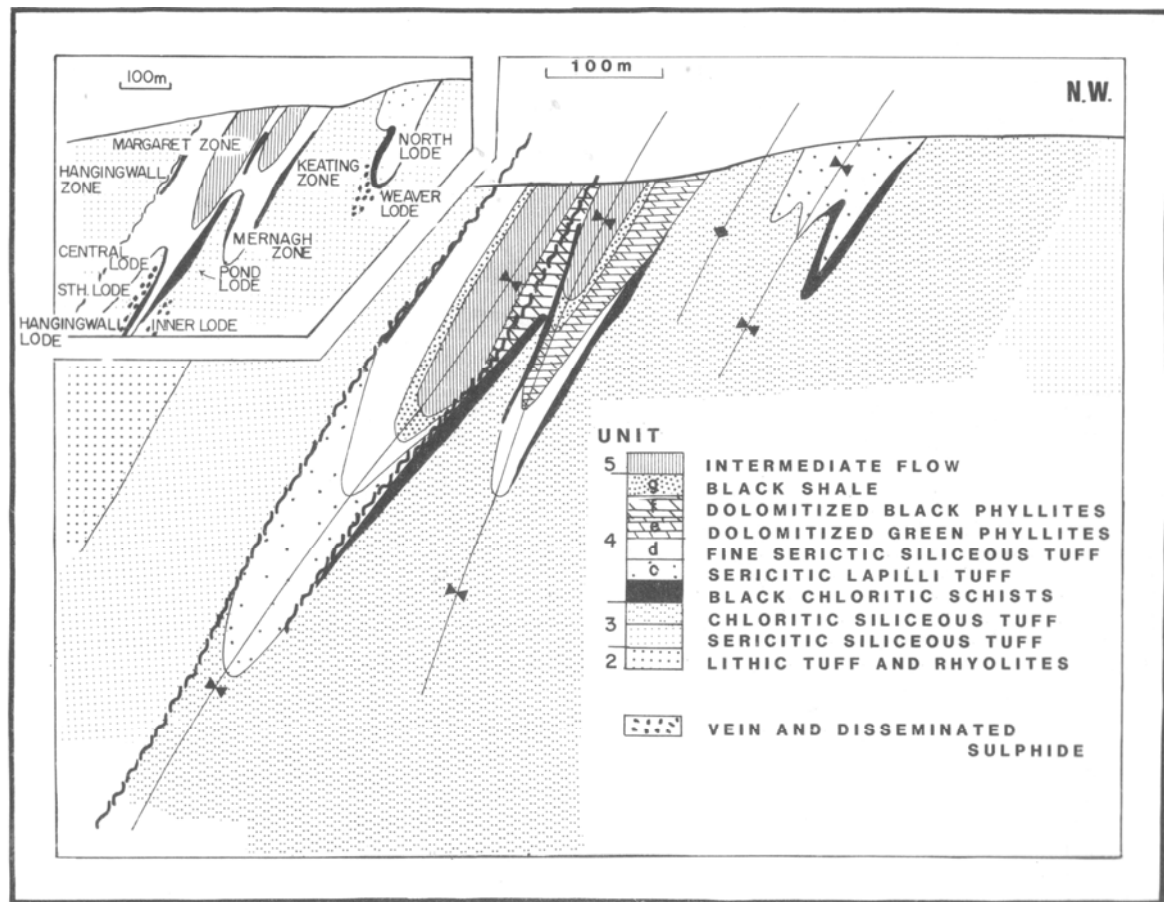 100m
MARGARET ZONE
HANGINGWALL
ZONE
CENTRAL
LODE
STH. LODE
HANGINGWALL
LODE
INNER LODE
POND
LODE
MERNAGH
ZONE
KEATING
ZONE
NORTH
LODE
WEAVER
LODE
100m
N.W.
UNIT
5 INTERMEDIATE FLOW
g BLACK SHALE
f DOLOMITIZED BLACK PHYLLITES
e DOLOMITIZED GREEN PHYLLITES
4
d FINE SERICTIC SILICEOUS TUFF
c SERICITIC LAPILLI TUFF
BLACK CHLORITIC SCHISTS
CHLORITIC SILICEOUS TUFF
3
SERICITIC SILICEOUS TUFF
2 LITHIC TUFF AND RHYOLITES
VEIN AND DISSEMINATED
SULPHIDE